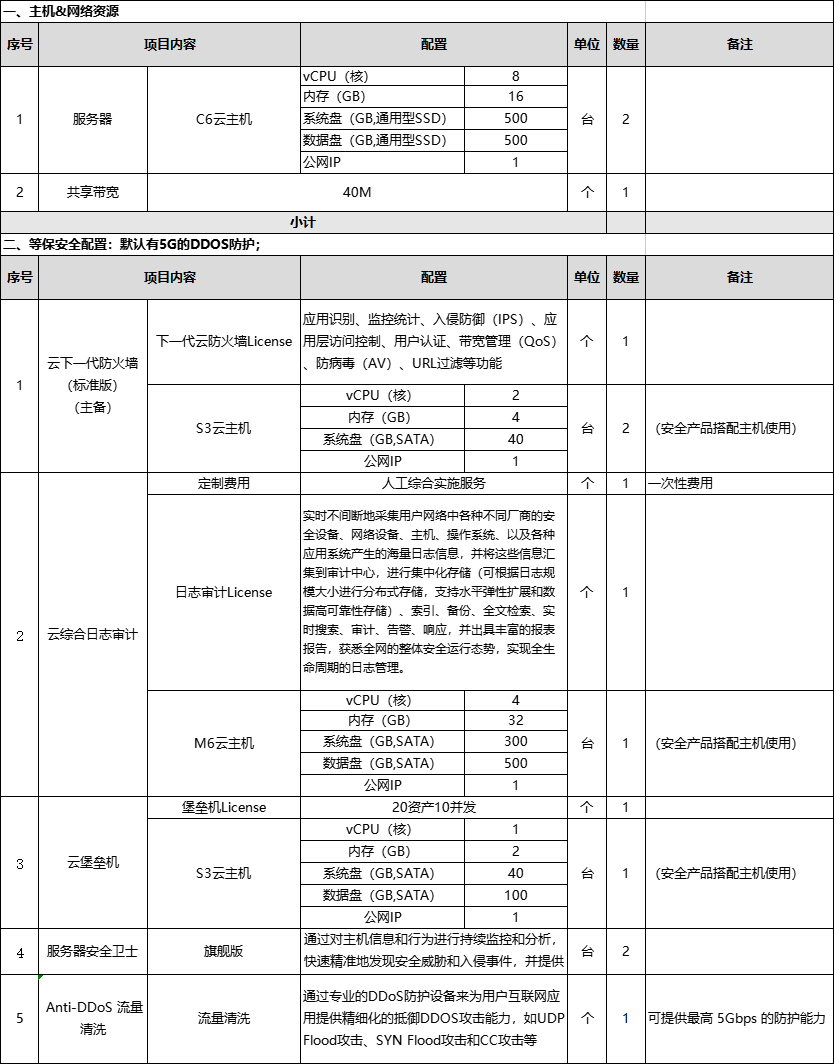 一、主机&网络资源
序号 项目内容 配置 单位 数量 备注
1 服务器 C6云主机 台 2
vCPU（核） 8
内存（GB） 16
系统盘（GB,通用型SSD） 500
数据盘（GB,通用型SSD） 500
公网IP 1
2 共享带宽 40M 个 1
小计
二、等保安全配置：默认有5G的DDOS防护；
序号 项目内容 配置 单位 数量 备注
1
云下一代防火墙
（标准版）
（主备）
下一代云防火墙License
应用识别、监控统计、入侵防御（IPS）、应
用层访问控制、用户认证、带宽管理（QoS）
、防病毒（AV）、URL过滤等功能
个 1
S3云主机
vCPU（核） 2
内存（GB） 4
系统盘（GB,SATA） 40
公网IP 1
台 2 （安全产品搭配主机使用）
2 云综合日志审计
定制费用 人工综合实施服务 个 1 一次性费用
日志审计License
实时不间断地采集用户网络中各种不同厂商的安
全设备、网络设备、主机、操作系统、以及各种
应用系统产生的海量日志信息，并将这些信息汇
集到审计中心，进行集中化存储（可根据日志规
模大小进行分布式存储，支持水平弹性扩展和数
据高可靠性存储）、索引、备份、全文检索、实
时搜索、审计、告警、响应，并出具丰富的报表
报告，获悉全网的整体安全运行态势，实现全生
命周期的日志管理。
个 1
M6云主机
vCPU（核） 4
内存（GB） 32
系统盘（GB,SATA） 300
数据盘（GB,SATA） 500
公网IP 1
台 1 （安全产品搭配主机使用）
3 云堡垒机
堡垒机License 20资产10并发 个 1
S3云主机
vCPU（核） 1
内存（GB） 2
系统盘（GB,SATA） 40
数据盘（GB,SATA） 100
公网IP 1
台 1 （安全产品搭配主机使用）
4 服务器安全卫士 旗舰版
通过对主机信息和行为进行持续监控和分析，
快速精准地发现安全威胁和入侵事件，并提供
台 2
5
Anti-DDoS 流量
清洗
流量清洗
通过专业的DDoS防护设备来为用户互联网应
用提供精细化的抵御DDOS攻击能力，如UDP
Flood攻击、SYN Flood攻击和CC攻击等
个 1 可提供最高 5Gbps 的防护能力